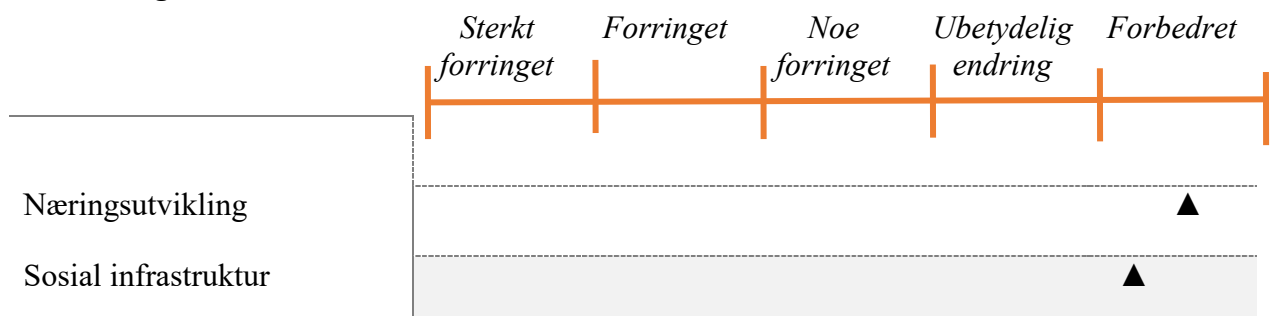 Sterkt Forringet Noe Ubetydelig Forbedret
forringet forringet endring
Næringsutvikling
Sosial infrastruktur